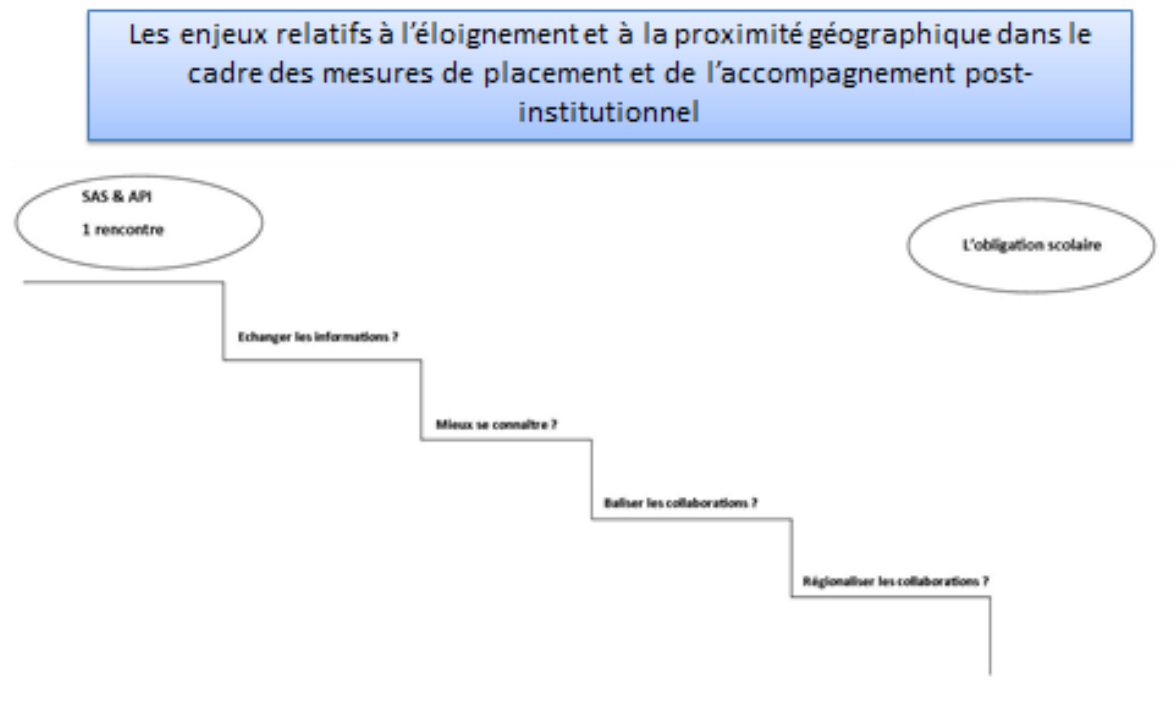 Les enjeux relatifs à l’éloignement et à la proximité géographique dans le
cadre des mesures de placement et de l’accompagnement post-
institutionnel
SAS & API
1 rencontre
L’obligation scolaire
Echanger les informations ?
Mieux se connaître ?
Baliser les collaborations ?
Régionaliser les collaborations ?